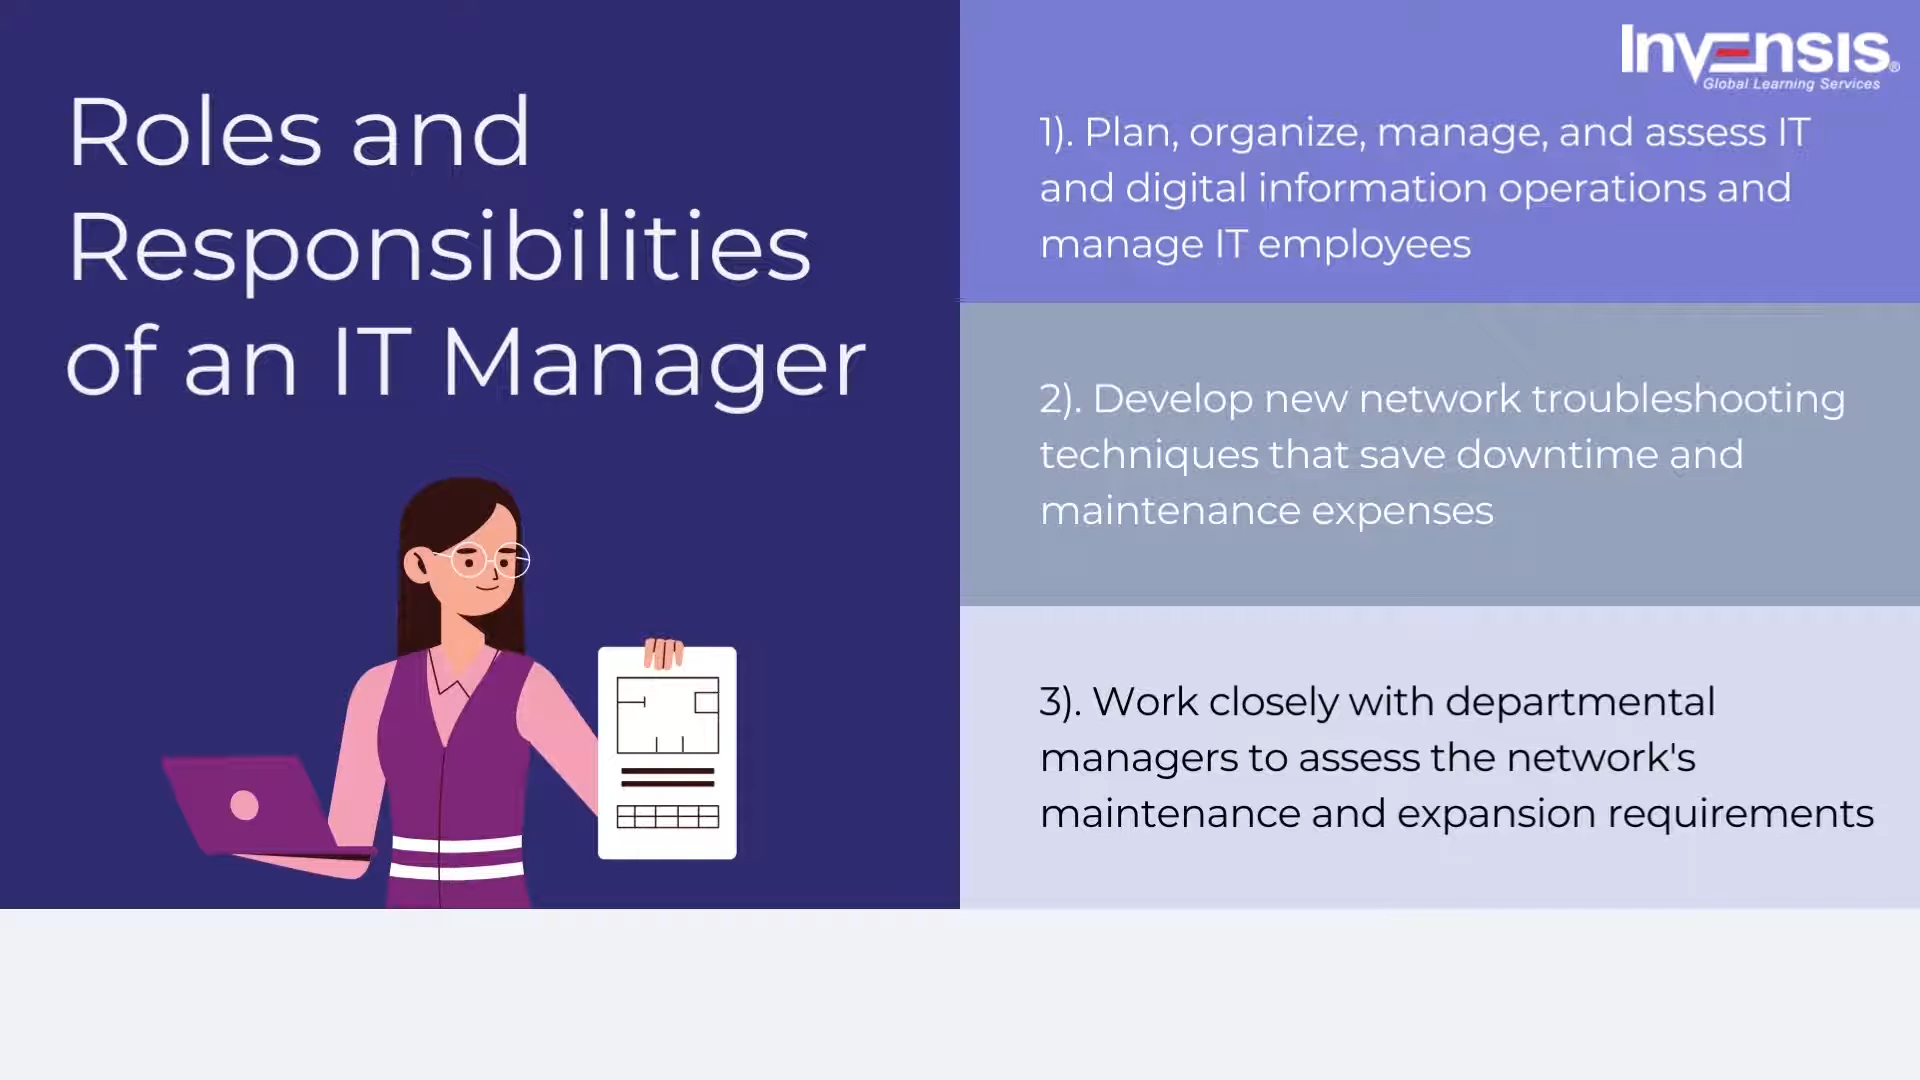 Roles and
Responsibilities
of an IT Manager
Invensis®
Global Learning Services
1). Plan, organize, manage, and assess IT
and digital information operations and
manage IT employees
2). Develop new network troubleshooting
techniques that save downtime and
maintenance expenses
3). Work closely with departmental
managers to assess the network's
maintenance and expansion requirements